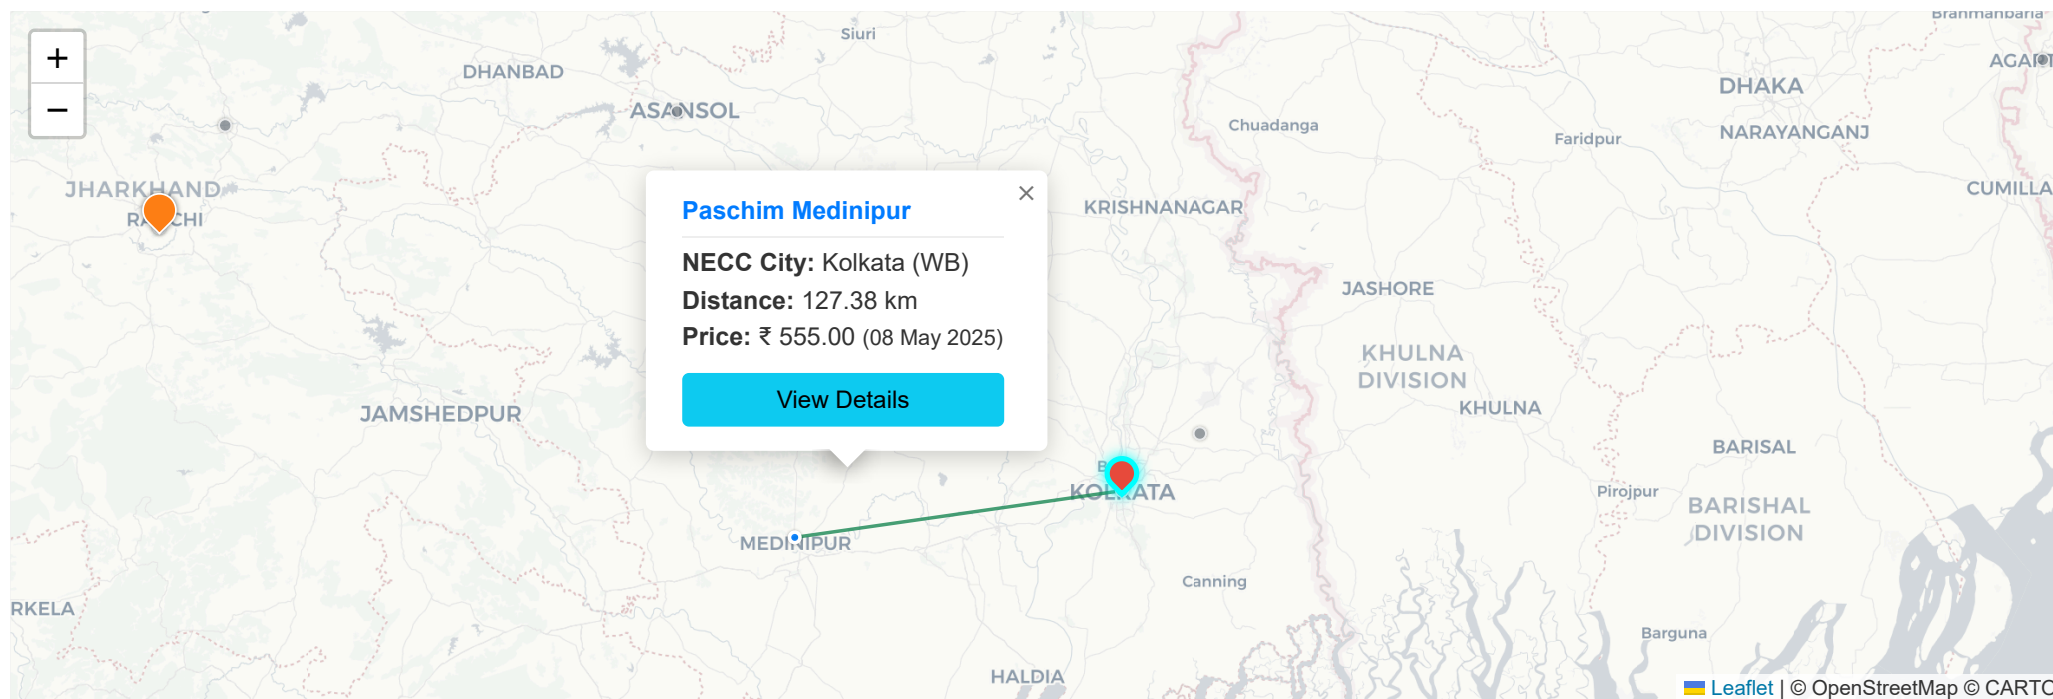 +
−
Siuri
Brahmanbaria
DHANBAD
DHAKA
ASANSOL
Chuadanga
Faridpur
NARAYANGANJ
JHARKHAND
CUMILLA
KRISHNANAGAR
Paschim Medinipur
×
NECC City: Kolkata (WB)
Distance: 127.38 km
Price: ₹ 555.00 (08 May 2025)
View Details
JASHORE
KHULNA
DIVISION
KHULNA
JAMSHEDPUR
BARISAL
KOLKATA
Pirojpur
BARISHAL
DIVISION
MEDINIPUR
Canning
RKELA
Barguna
HALDIA
Leaflet | © OpenStreetMap © CARTO